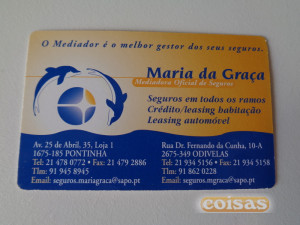 O Mediador é o melhor gestor dos seus seguros.
Maria da Graça
Mediadora Oficial de Seguros
Seguros em todos os ramos
Crédito/leasing habitação
Leasing automóvel
Av. 25 de Abril, 35, Loja 1
1675-185 PONTINHA
Tel: 21 478 0772 • Fax: 21 479 2886
Tlm: 91 945 8945
Email: seguros.mariagraca@sapo.pt
Rua Dr. Fernando da Cunha, 10-A
2675-349 ODIVELAS
Tel: 21 934 5156 • Fax: 21 934 5158
Tlm: 91 862 0228
Email: seguros.mgraca@sapo.pt
coisas